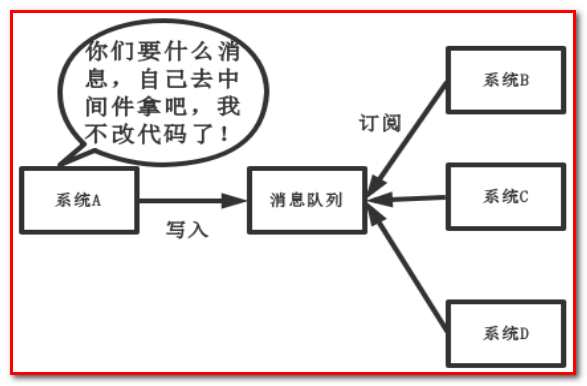 你们要什么消
息，自己去中
间件拿吧，我
不改代码了！
系统B
订阅
系统A
消息队列
系统C
写入
系统D